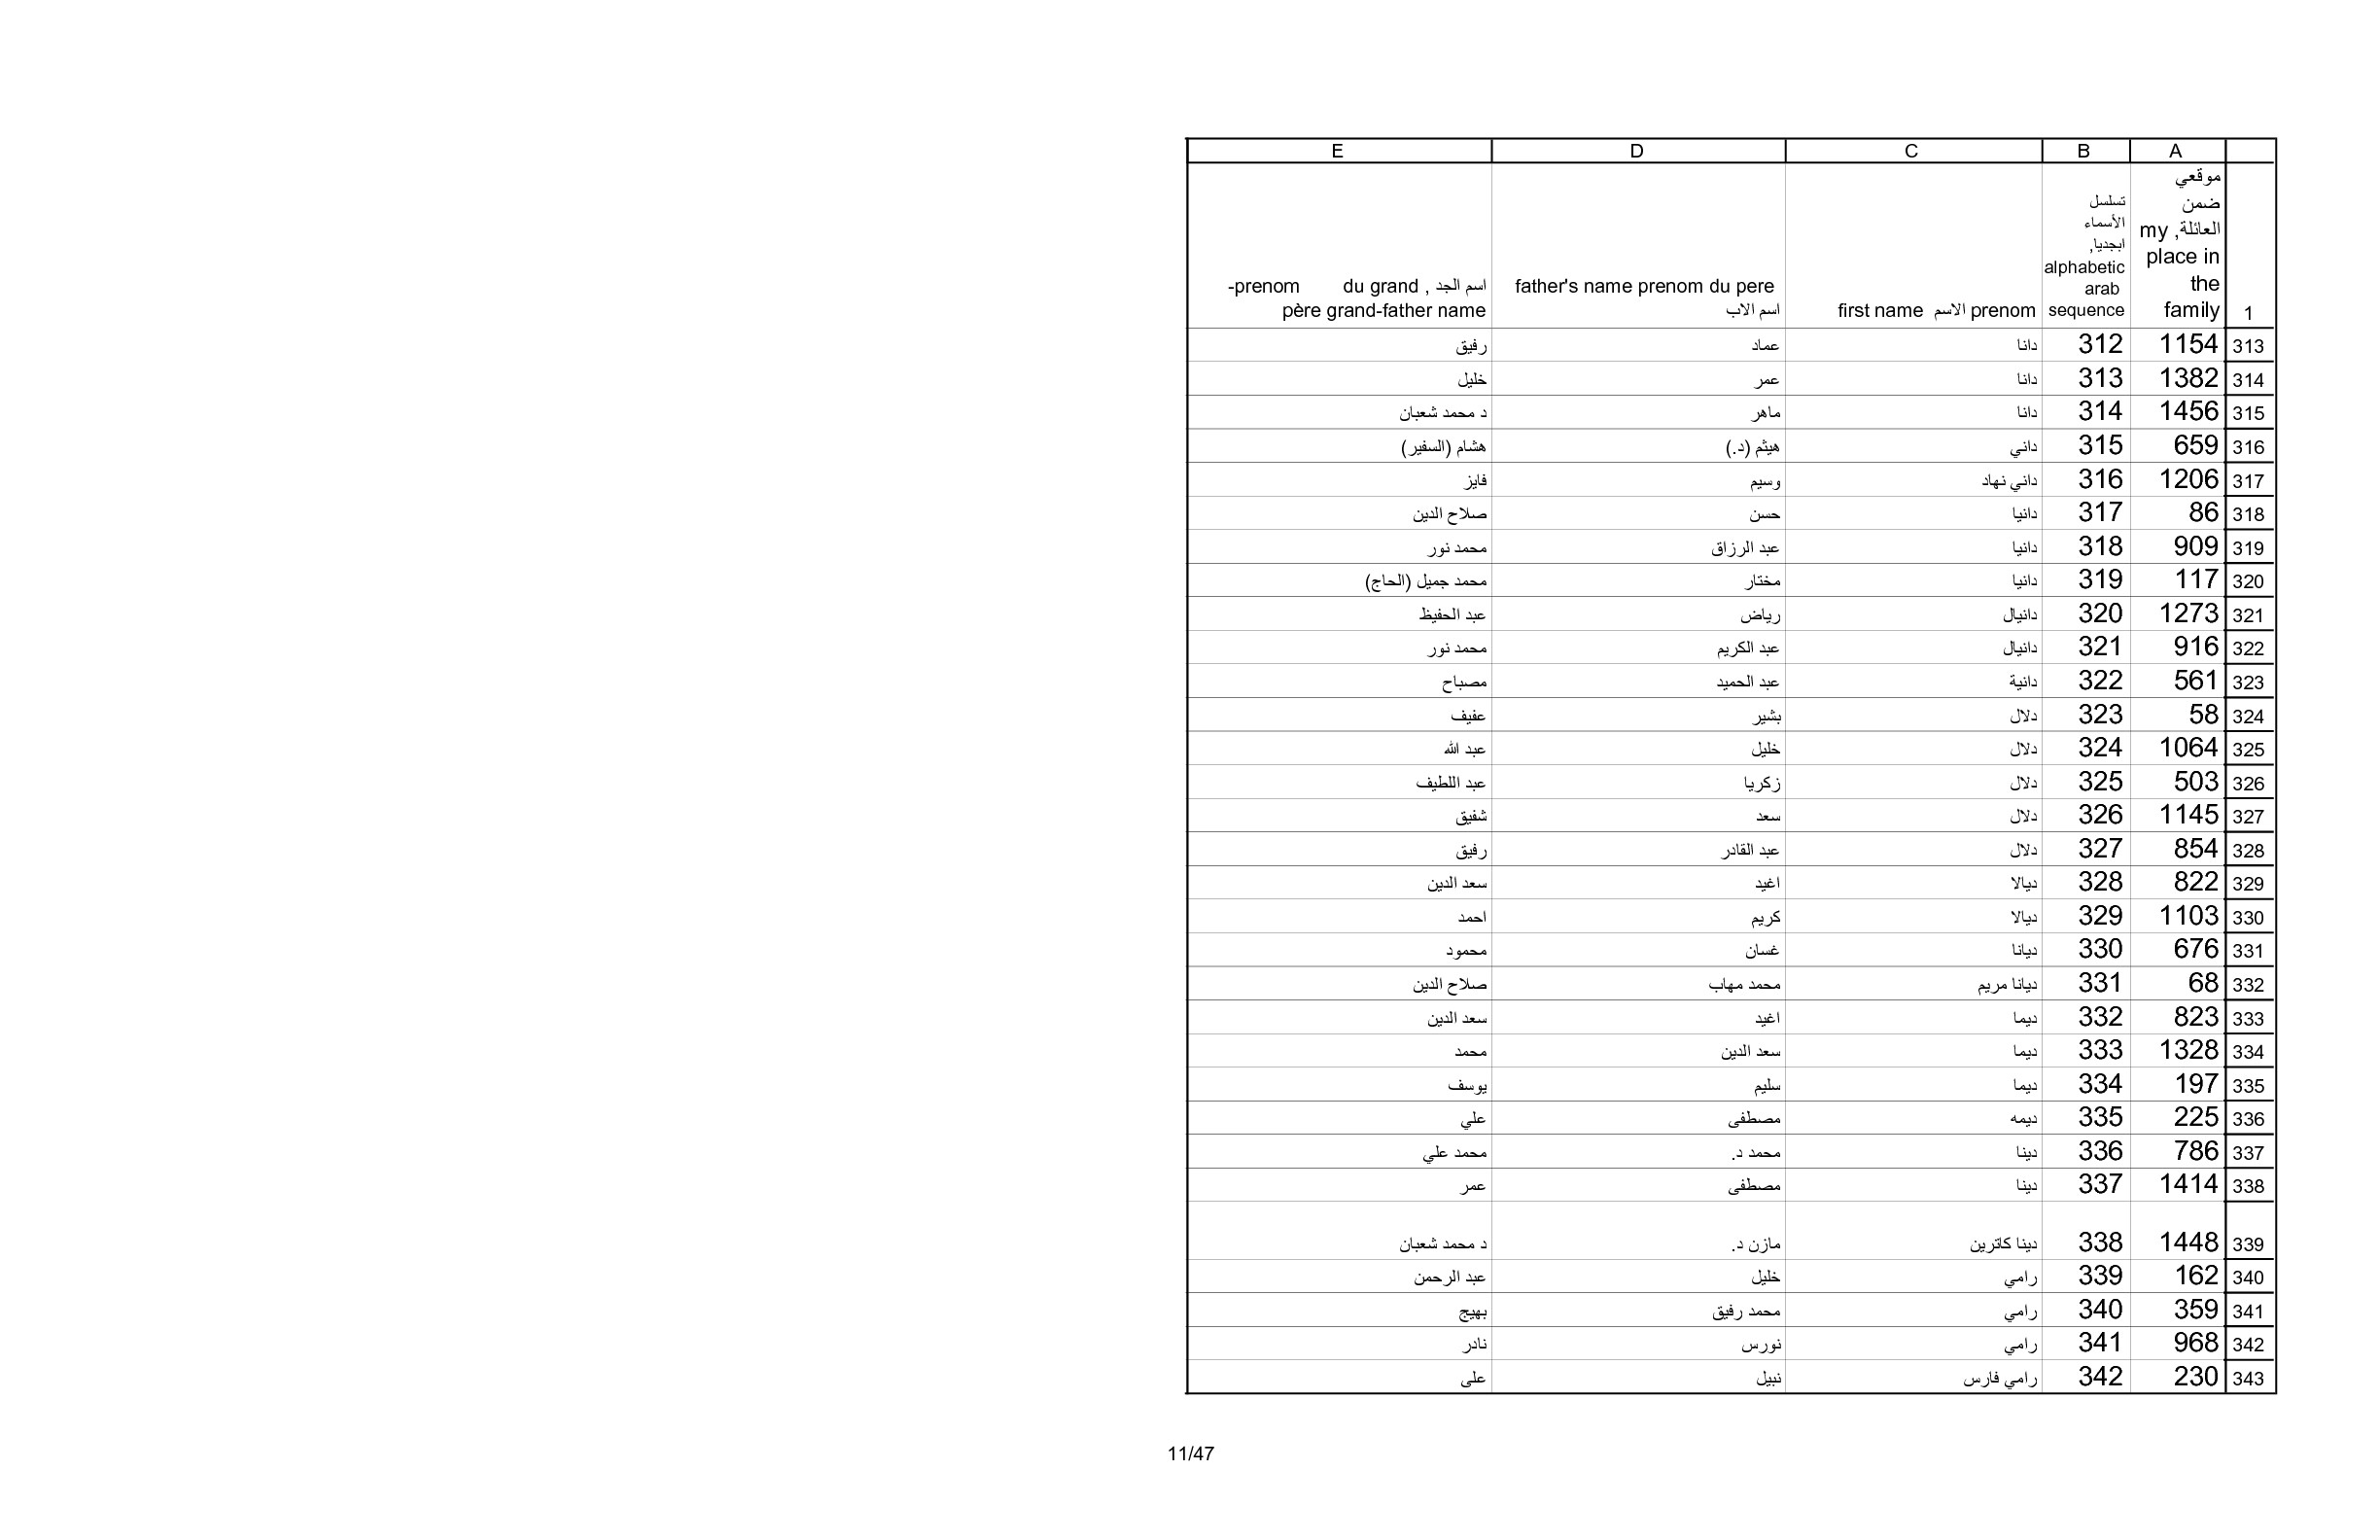 A B C D E
1 موقعي ضمن العائلة, my place in the family تسلسل الأسماء ابجديا, alphabetic arab sequence first name الاسم prenom father's name prenom du pere اسم الاب -prenom du grand , اسم الجد père grand-father name
313 1154 312 دانا عماد رفيق
314 1382 313 دانا عمر خليل
315 1456 314 دانا ماهر د محمد شعبان
316 659 315 داني هيثم (د.) هشام (السفير)
317 1206 316 داني نهاد وسيم فايز
318 86 317 دانيا حسن صلاح الدين
319 909 318 دانيا عبد الرزاق محمد نور
320 117 319 دانيا مختار محمد جميل (الحاج)
321 1273 320 دانيال رياض عبد الحفيظ
322 916 321 دانيال عبد الكريم محمد نور
323 561 322 دانية عبد الحميد مصباح
324 58 323 دلال بشير عفيف
325 1064 324 دلال خليل عبد الله
326 503 325 دلال زكريا عبد اللطيف
327 1145 326 دلال سعد شفيق
328 854 327 دلال عبد القادر رفيق
329 822 328 ديالا اغيد سعد الدين
330 1103 329 ديالا كريم احمد
331 676 330 ديانا غسان محمود
332 68 331 ديانا مريم محمد مهاب صلاح الدين
333 823 332 ديما اغيد سعد الدين
334 1328 333 ديما سعد الدين محمد
335 197 334 ديما سليم يوسف
336 225 335 ديمه مصطفى علي
337 786 336 دينا محمد د. محمد علي
338 1414 337 دينا مصطفى عمر
339 1448 338 دينا كاترين مازن د. د محمد شعبان
340 162 339 رامي خليل عبد الرحمن
341 359 340 رامي محمد رفيق بهيج
342 968 341 رامي نورس نادر
343 230 342 رامي فارس نبيل على
11/47